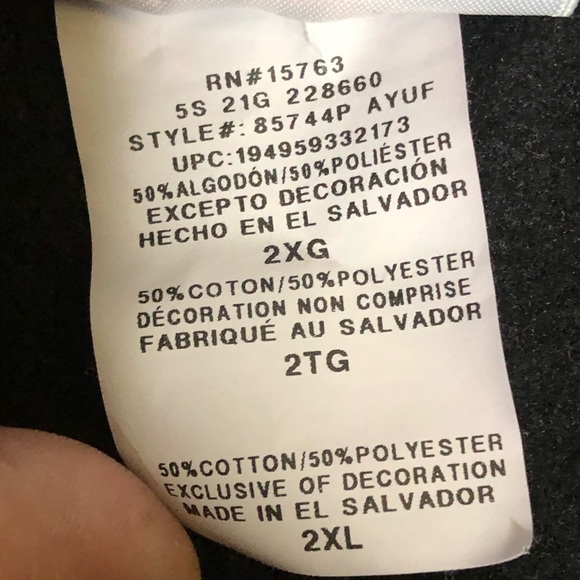 RN#15763
5S 21G 228660
STYLE#: 85744P AYUF
UPC:194959332173
50%ALGODÓN/50%POLIÉSTER
EXCEPTO DECORACIÓN
HECHO EN EL SALVADOR
2XG
50%COTON/50%POLYESTER
DÉCORATION NON COMPRISE
FABRIQUÉ AU SALVADOR
2TG
50%COTTON/50%POLYESTER
EXCLUSIVE OF DECORATION
MADE IN EL SALVADOR
2XL